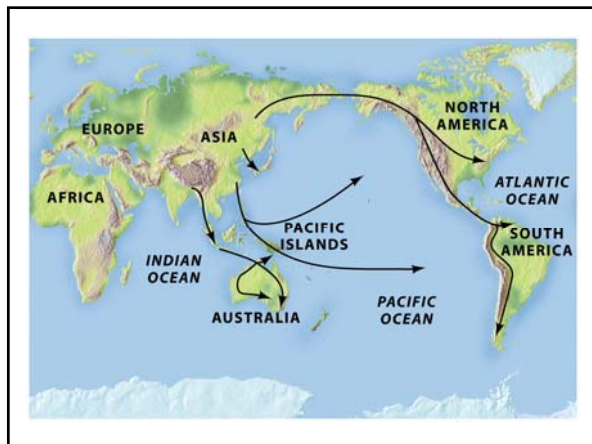 NORTH
AMERICA
EUROPE
ASIA
ATLANTIC
OCEAN
AFRICA
PACIFIC
ISLANDS
SOUTH
AMERICA
INDIAN
OCEAN
PACIFIC
OCEAN
AUSTRALIA